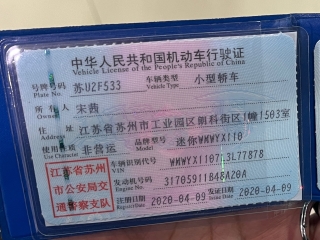 中华人民共和国机动车行驶证
Vehicle License of the People's Republic of China
号牌号码 苏U2F533 车辆类型 小型轿车
Plate No. Vehicle Type
所有人 宋茜
Owner
住址 江苏省苏州市工业园区朗科街区1幢1503室
Address
使用性质 非营运 品牌型号 迷你WMWYX110
Use Character Model
江苏省苏州市公安局交通警察支队
车辆识别代号
VIN
发动机号码
Engine No.
注册日期 2020-04-09 发证日期 2020-04-09
Register Date Issue Date